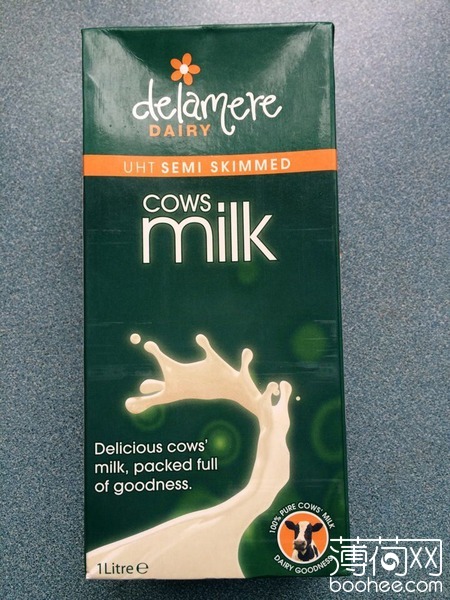 delamere
DAIRY
UHT SEMI SKIMMED
COWS
milk
Delicious cows'
milk, packed full
of goodness.
100% PURE COWS' MILK
DAIRY GOODNESS
1 Litre ℮
薄荷网
boohee.com